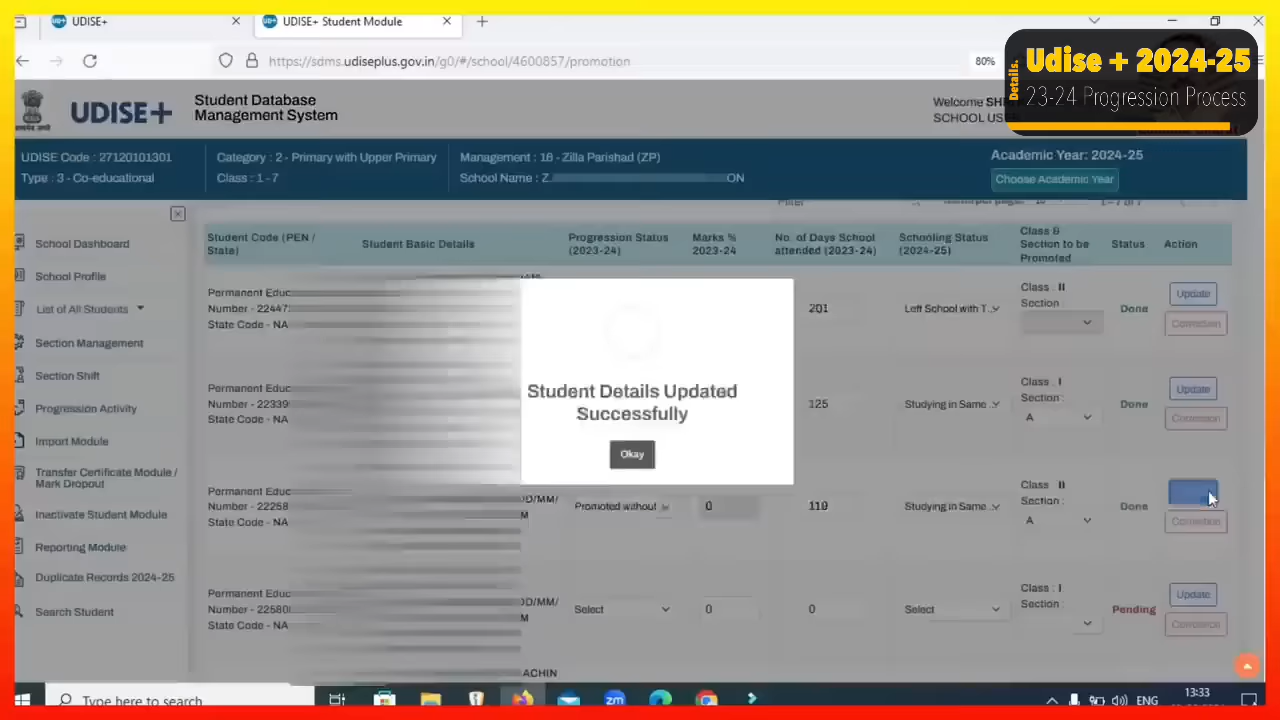 UDISE+
UDISE+ Student Module
https://sdms.udiseplus.gov.in/g0/#/school/4600857/promotion
80%
Details.
Udise + 2024-25
23-24 Progression Process
UDISE+
Student Database
Management System
Welcome
SCHOOL
UDISE Code : 27120101301
Type : 3 - Co-educational
Category : 2 - Primary with Upper Primary
Class : 1 - 7
Management : 16 - Zilla Parishad (ZP)
School Name : Z.
ON
Academic Year: 2024-25
Choose Academic Year
School Dashboard
School Profile
List of All Students
Section Management
Section Shift
Progression Activity
Import Module
Transfer Certificate Module /
Mark Dropout
Inactivate Student Module
Reporting Module
Duplicate Records 2024-25
Search Student
Student Code (PEN /
State)
Student Basic Details
Progression Status
(2023-24)
Marks %
2023-24
No. of Days School
attended (2023-24)
Schooling Status
(2024-25)
Class &
Section to be
Promoted
Status
Action
Permanent Educ
Number - 22447
State Code - NA
201
Left School with T...
Class : II
Section
Done
Update
Correction
Permanent Educ
Number - 22339
State Code - NA
125
Studying in Same ...
Class : I
Section :
A
Done
Update
Correction
Permanent Educ
Number - 22258
State Code - NA
DD/MM/
M
Promoted without
0
119
Studying in Same ...
Class : II
Section :
A
Done
Correction
Permanent Educ
Number - 22580
State Code - NA
DD/MM/
M
Select
0
0
Select
Class : I
Section :
Pending
Update
Correction
ACHIN
Student Details Updated
Successfully
Okay
Type here to search
zm
ENG
13:33